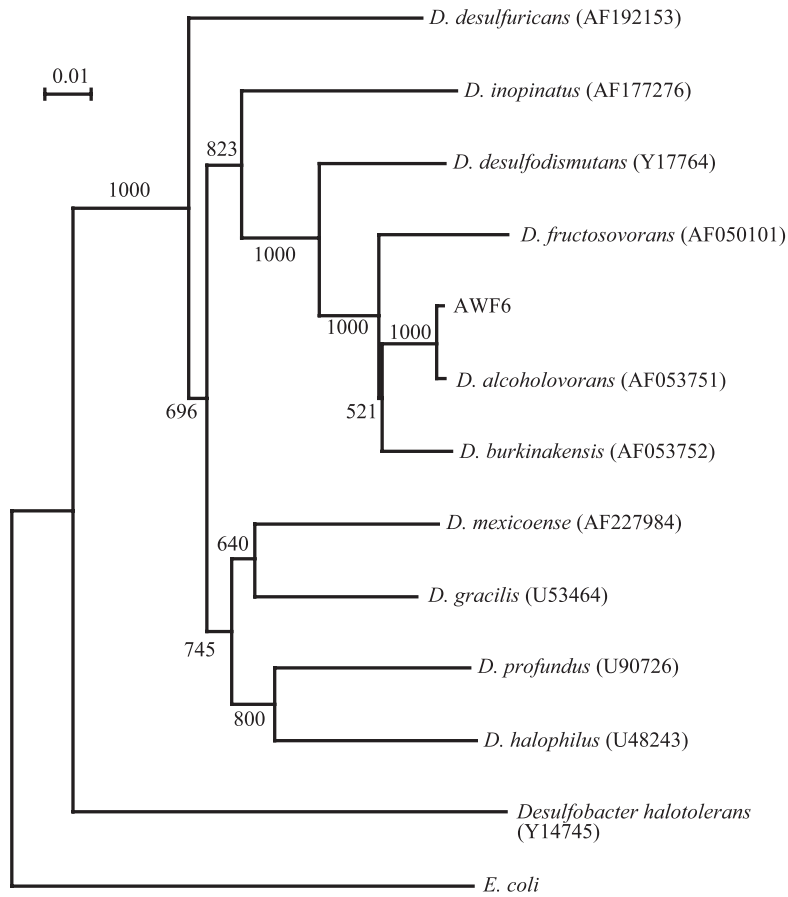 D. desulfuricans (AF192153)
0.01
D. inopinatus (AF177276)
823
D. desulfodismutans (Y17764)
1000
D. fructosovorans (AF050101)
1000
AWF6
1000
1000
D. alcoholovorans (AF053751)
696
521
D. burkinakensis (AF053752)
D. mexicoense (AF227984)
640
D. gracilis (U53464)
745
D. profundus (U90726)
800
D. halophilus (U48243)
Desulfobacter halotolerans
(Y14745)
E. coli